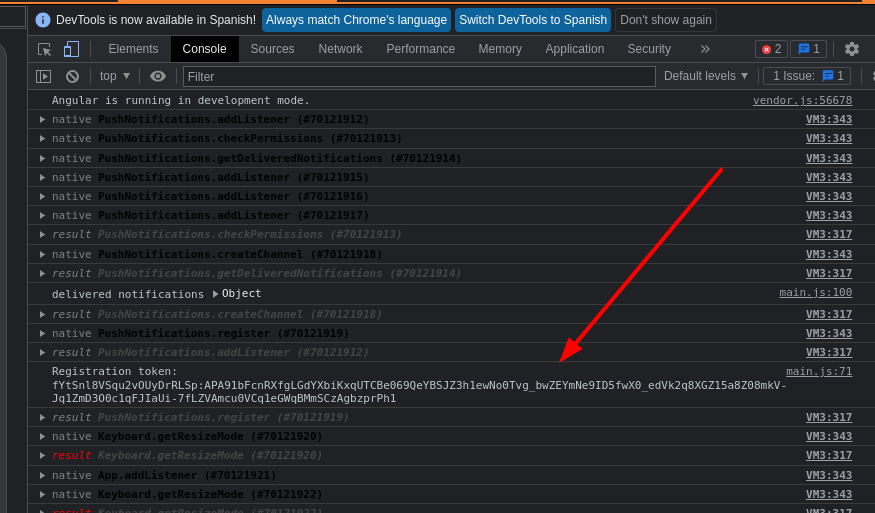 DevTools is now available in Spanish! Always match Chrome's language Switch DevTools to Spanish Don't show again
Elements Console Sources Network Performance Memory Application Security » 2 1
top ▼ Filter Default levels ▼ 1 Issue: 1
Angular is running in development mode. vendor.js:56678
native PushNotifications.addListener (#70121912) VM3:343
native PushNotifications.checkPermissions (#70121913) VM3:343
native PushNotifications.getDeliveredNotifications (#70121914) VM3:343
native PushNotifications.addListener (#70121915) VM3:343
native PushNotifications.addListener (#70121916) VM3:343
native PushNotifications.addListener (#70121917) VM3:343
result PushNotifications.checkPermissions (#70121913) VM3:317
native PushNotifications.createChannel (#70121918) VM3:343
result PushNotifications.getDeliveredNotifications (#70121914) VM3:317
delivered notifications Object main.js:100
result PushNotifications.createChannel (#70121918) VM3:317
native PushNotifications.register (#70121919) VM3:343
result PushNotifications.addListener (#70121912) VM3:317
Registration token: main.js:71
fYtSnl8VSqu2vOUyDrRLSp:APA91bFcnRXfgLGdYXbiKxqUTCBe069QeYBSJZ3h1ewNo0Tvg_bwZEYmNe9ID5fwX0_edVk2q8XGZ15a8Z08mkV-
Jq1ZmD3O0c1qFJIaUi-7fLZVAmcu0VCq1eGWqBMmSCzAgbzprPh1
result PushNotifications.register (#70121919) VM3:317
native Keyboard.getResizeMode (#70121920) VM3:343
result Keyboard.getResizeMode (#70121920) VM3:317
native App.addListener (#70121921) VM3:343
native Keyboard.getResizeMode (#70121922) VM3:343
result Keyboard.getResizeMode (#70121922) VM3:317